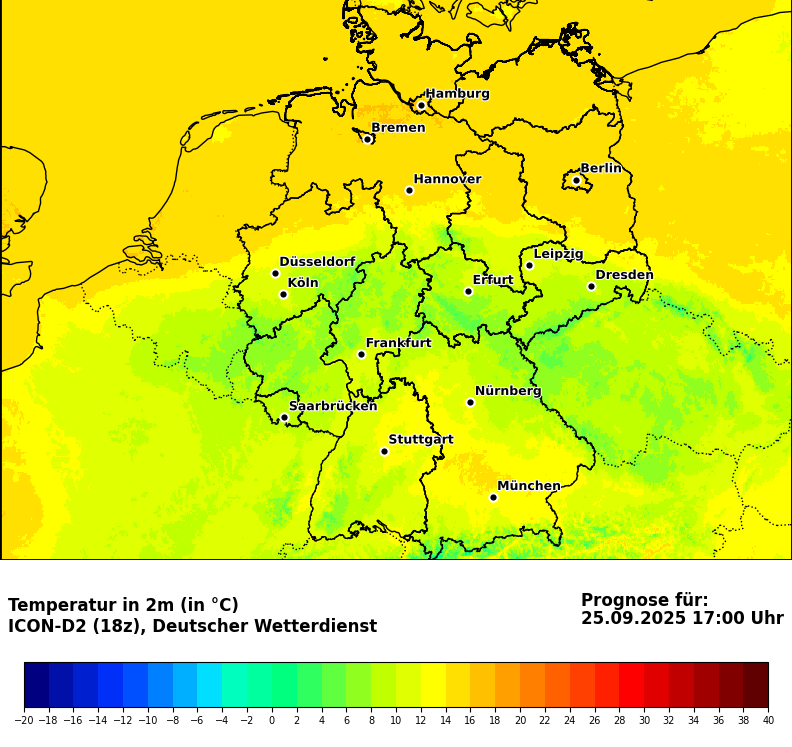 Hamburg
Bremen
Berlin
Hannover
Düsseldorf
Leipzig
Köln
Erfurt
Dresden
Frankfurt
Nürnberg
Saarbrücken
Stuttgart
München
Temperatur in 2m (in °C)
ICON-D2 (18z), Deutscher Wetterdienst
Prognose für:
25.09.2025 17:00 Uhr
−20 −18 −16 −14 −12 −10 −8 −6 −4 −2 0 2 4 6 8 10 12 14 16 18 20 22 24 26 28 30 32 34 36 38 40